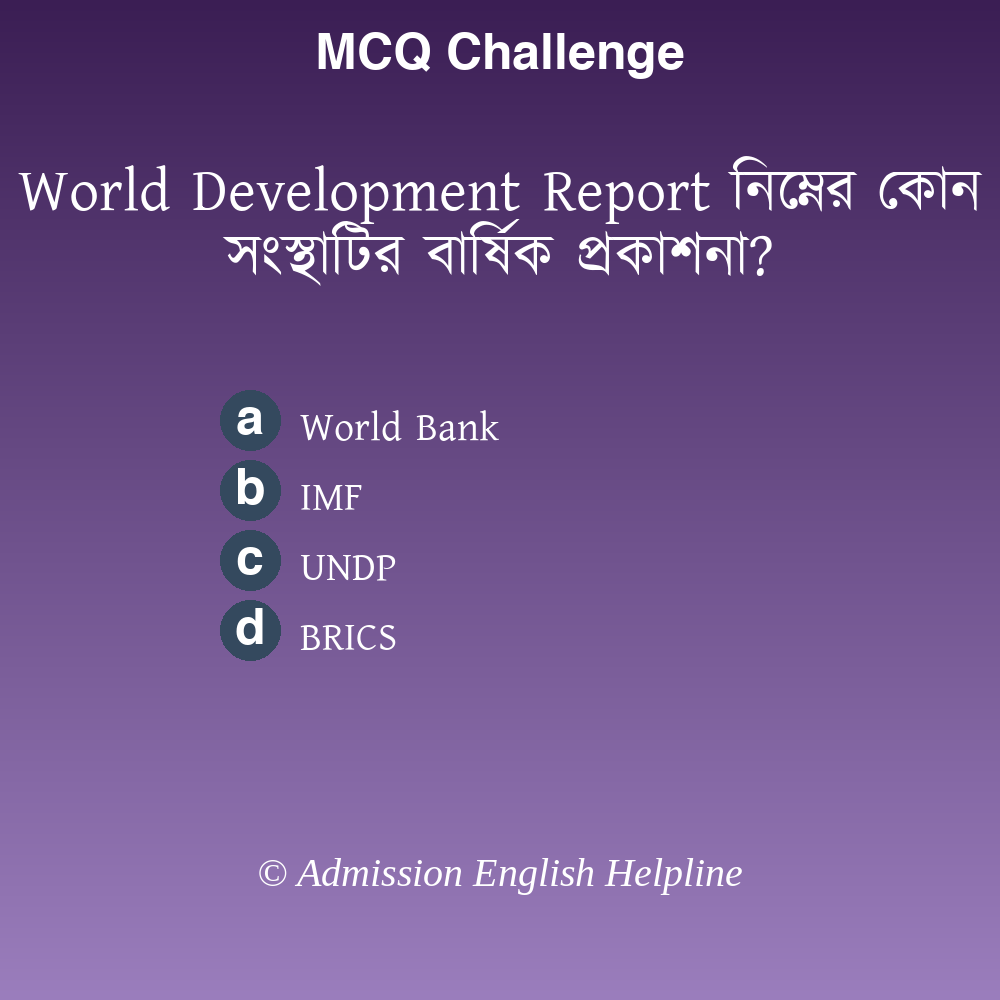 MCQ Challenge
World Development Report নিম্নের কোন
সংস্থাটির বার্ষিক প্রকাশনা?
a World Bank
b IMF
c UNDP
d BRICS
© Admission English Helpline